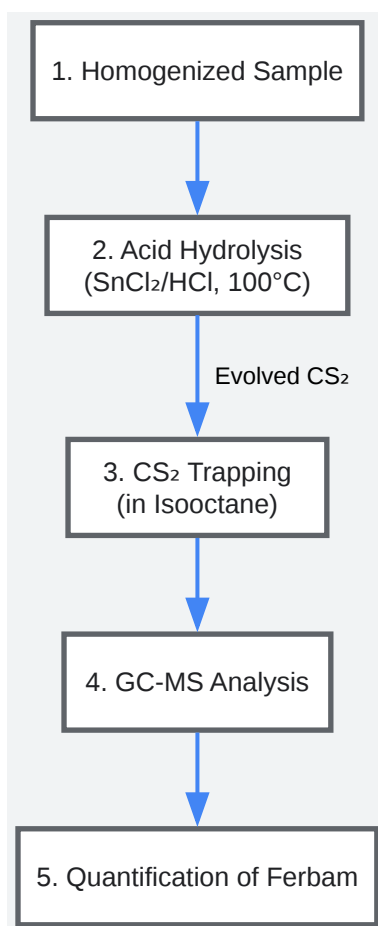 1. Homogenized Sample
2. Acid Hydrolysis
(SnCl₂/HCl, 100°C)
Evolved CS₂
3. CS₂ Trapping
(in Isooctane)
4. GC-MS Analysis
5. Quantification of Ferbam